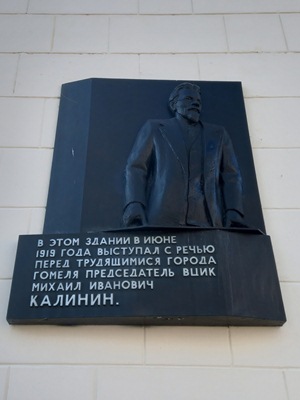 В ЭТОМ ЗДАНИИ В ИЮНЕ
1919 ГОДА ВЫСТУПАЛ С РЕЧЬЮ
ПЕРЕД ТРУДЯЩИМИСЯ ГОРОДА
ГОМЕЛЯ ПРЕДСЕДАТЕЛЬ ВЦИК
МИХАИЛ ИВАНОВИЧ
КАЛИНИН.